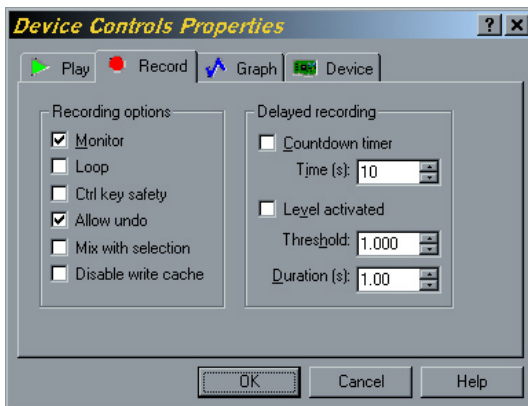 Device Controls Properties
Play
Record
Graph
Device
Recording options
Monitor
Loop
Ctrl key safety
Allow undo
Mix with selection
Disable write cache
Delayed recording
Countdown timer
Time (s): 10
Level activated
Threshold: 1.000
Duration (s): 1.00
OK
Cancel
Help